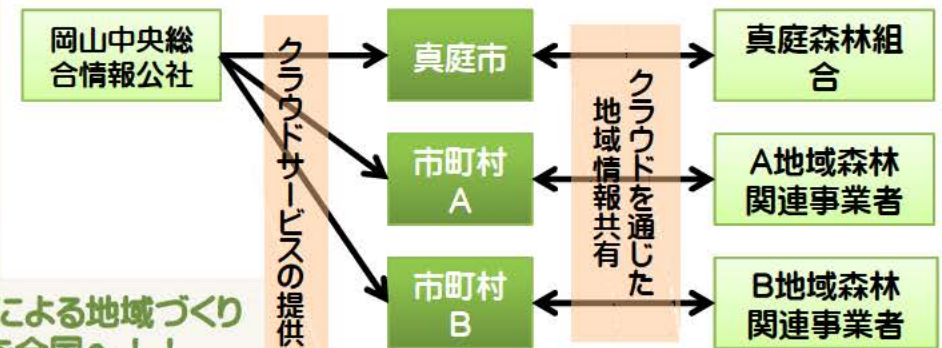 岡山中央総
合情報公社
クラウドサービスの提供
真庭市
市町村
A
市町村
B
クラウドを通じた
地域情報共有
真庭森林組
合
A地域森林
関連事業者
B地域森林
関連事業者
による地域づくり